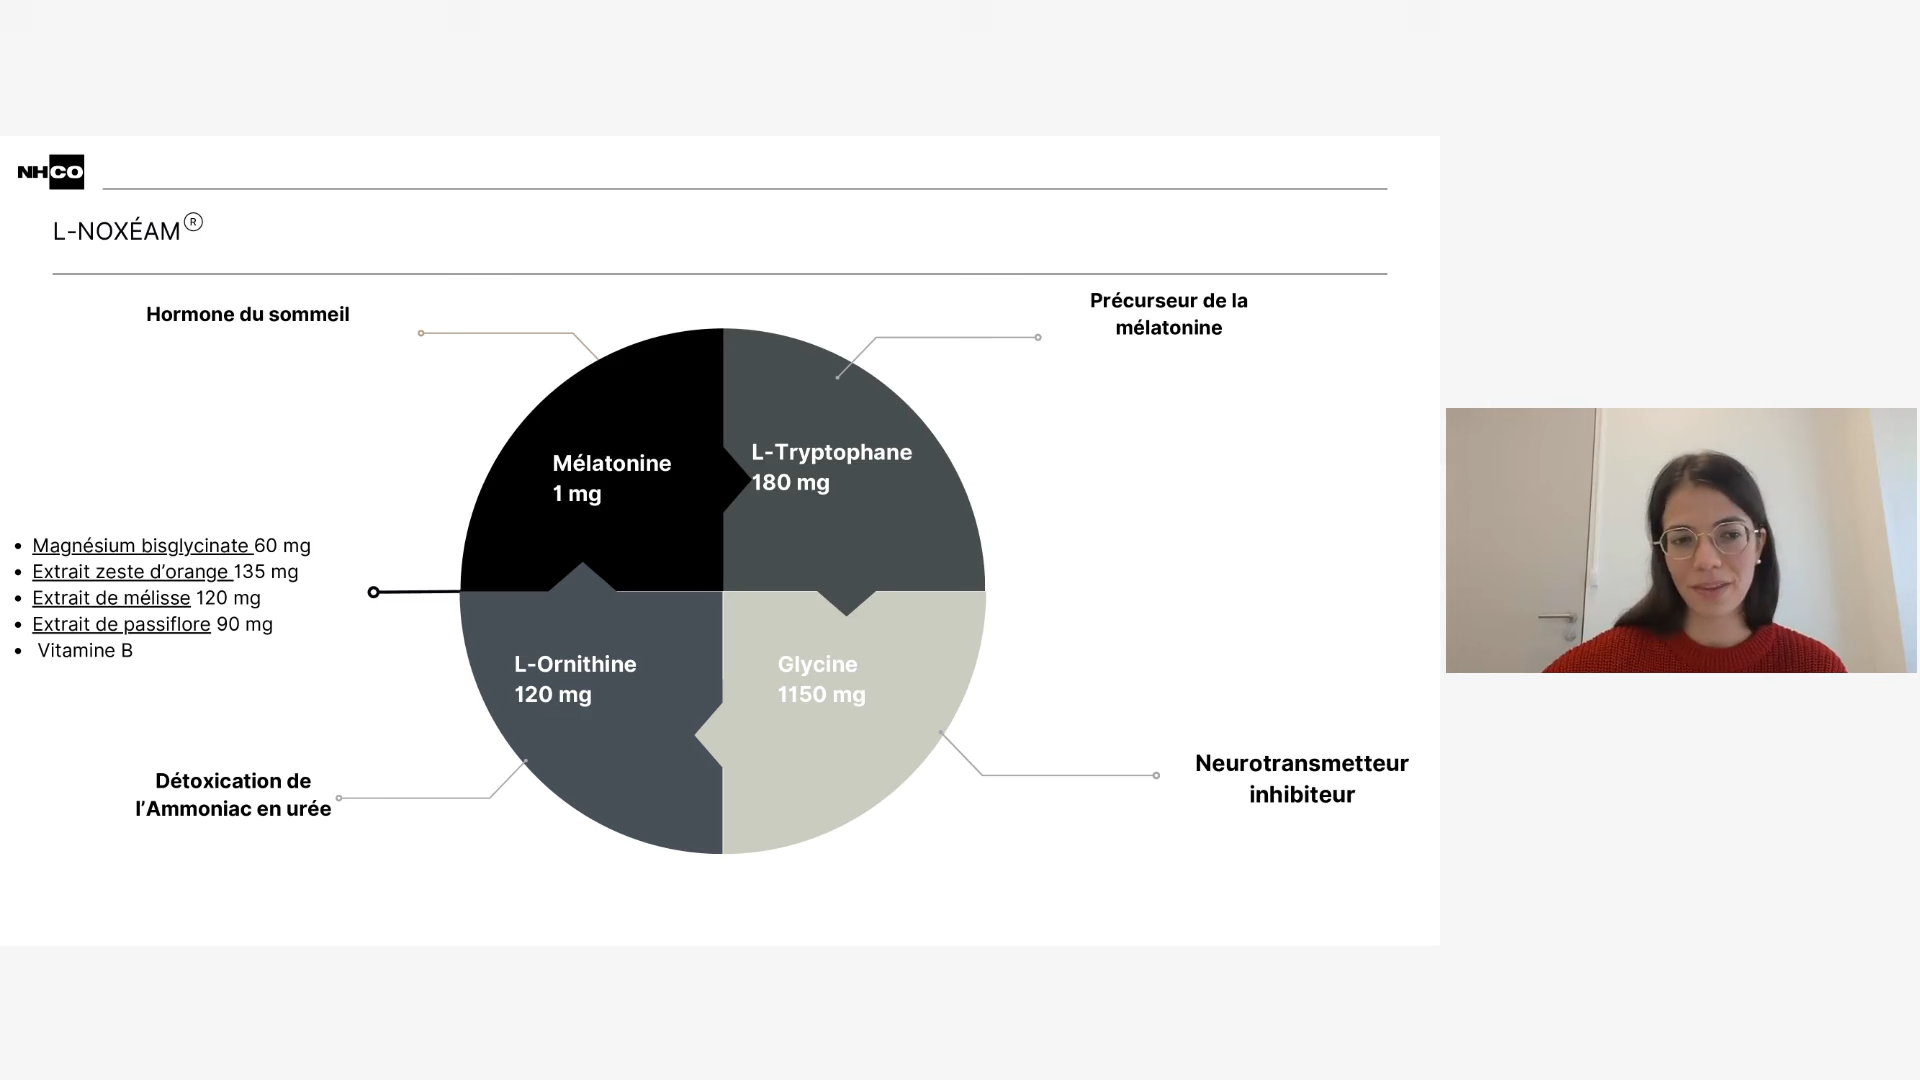 NHCO
L-NOXÉAM®
Hormone du sommeil
Précurseur de la
mélatonine
Mélatonine
1 mg
L-Tryptophane
180 mg
• Magnésium bisglycinate 60 mg
• Extrait zeste d’orange 135 mg
• Extrait de mélisse 120 mg
• Extrait de passiflore 90 mg
• Vitamine B
L-Ornithine
120 mg
Glycine
1150 mg
Détoxication de
l’Ammoniac en urée
Neurotransmetteur
inhibiteur